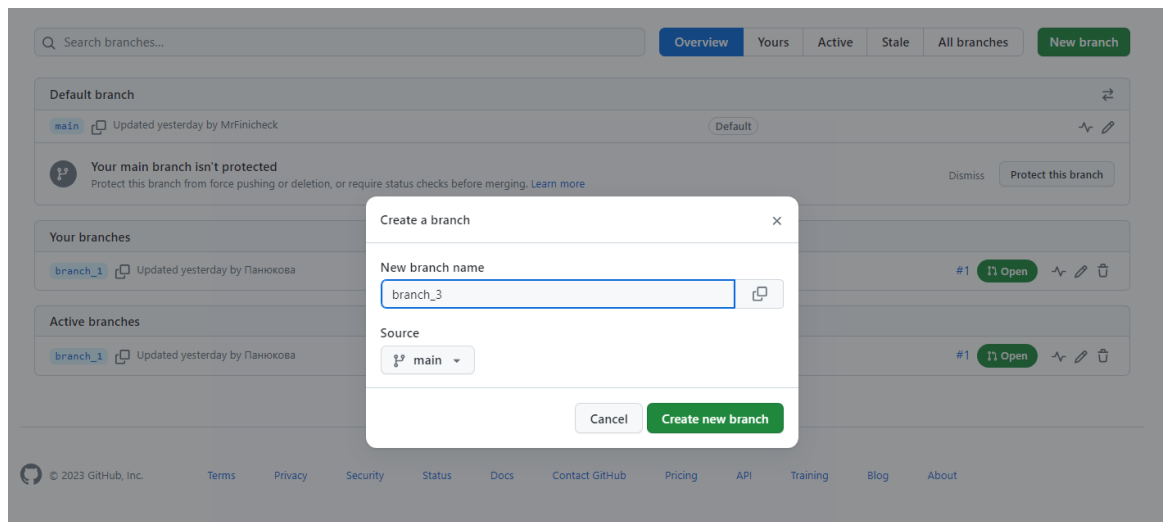 Search branches...
Overview Yours Active Stale All branches New branch
Default branch
main Updated yesterday by MrFinicheck Default
Your main branch isn't protected
Protect this branch from force pushing or deletion, or require status checks before merging. Learn more
Dismiss Protect this branch
Create a branch
New branch name
branch_3
Source
main
Cancel Create new branch
Your branches
branch_1 Updated yesterday by Панюкова #1 Open
Active branches
branch_1 Updated yesterday by Панюкова #1 Open
© 2023 GitHub, Inc. Terms Privacy Security Status Docs Contact GitHub Pricing API Training Blog About